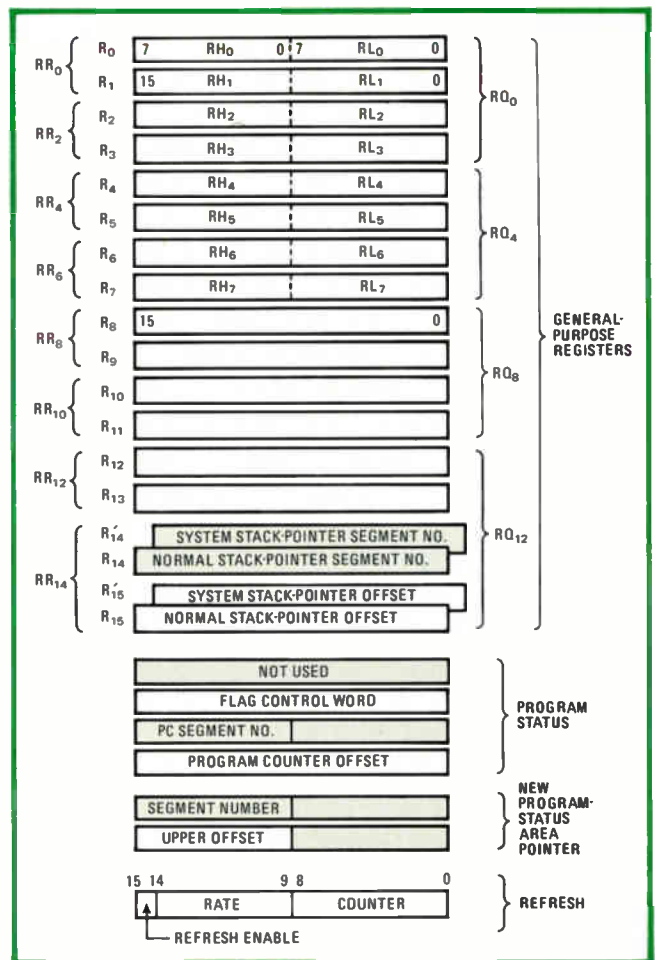 RR0 R0 7 RH0 0 7 RL0 0
R1 15 RH1 RL1 0
RQ0
RR2 R2 RH2 RL2
R3 RH3 RL3
RR4 R4 RH4 RL4
R5 RH5 RL5
RQ4
RR6 R6 RH6 RL6
R7 RH7 RL7
RR8 R8 15 0
R9
RQ8
RR10 R10
R11
GENERAL-
PURPOSE
REGISTERS
RR12 R12
R13
RQ12
RR14 R′14 SYSTEM STACK-POINTER SEGMENT NO.
R14 NORMAL STACK-POINTER SEGMENT NO.
R′15 SYSTEM STACK-POINTER OFFSET
R15 NORMAL STACK-POINTER OFFSET
NOT USED
FLAG CONTROL WORD
PC SEGMENT NO.
PROGRAM COUNTER OFFSET
PROGRAM
STATUS
SEGMENT NUMBER
UPPER OFFSET
NEW
PROGRAM-
STATUS
AREA
POINTER
15 14 9 8 0
RATE COUNTER
REFRESH
REFRESH ENABLE